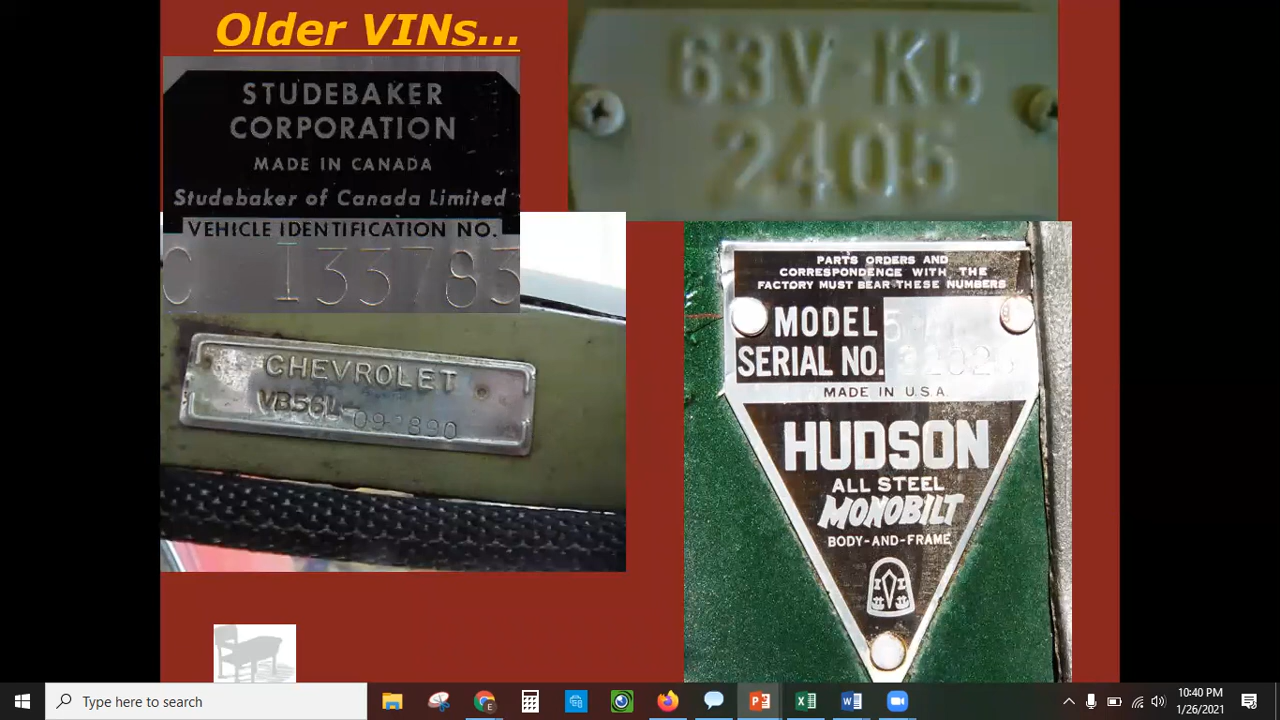 Older VINs...
STUDEBAKER
CORPORATION
MADE IN CANADA
Studebaker of Canada Limited
VEHICLE IDENTIFICATION NO.
C 133783
63V-K6
2405
CHEVROLET
VB56L
PARTS ORDERS AND
CORRESPONDENCE WITH THE
FACTORY MUST BEAR THESE NUMBERS
MODEL
SERIAL NO.
MADE IN U.S.A.
HUDSON
ALL STEEL
MONOBILT
BODY-AND-FRAME
Type here to search
10:40 PM
1/26/2021